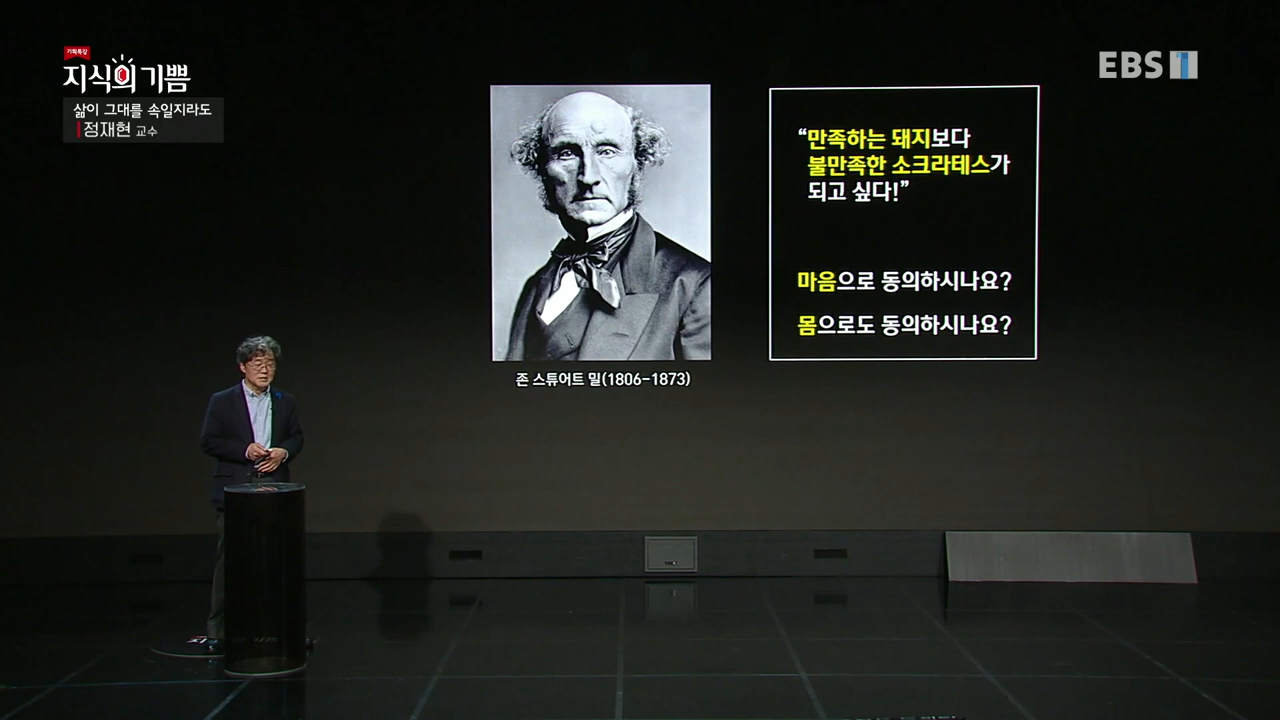 기획특강
지식의 기쁨
삶이 그대를 속일지라도
정재현 교수
EBS 1
“만족하는 돼지보다
불만족한 소크라테스가
되고 싶다!”
마음으로 동의하시나요?
몸으로도 동의하시나요?
존 스튜어트 밀(1806-1873)